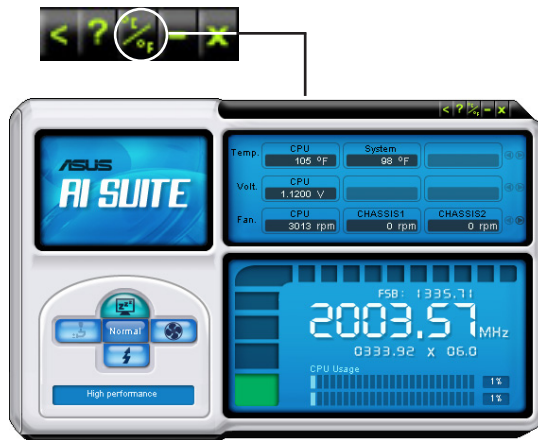 < ? °C/°F - x
< ? °C/°F - x
ASUS
AI SUITE
Temp. CPU 105 °F System 98 °F
Volt. CPU 1.1200 V
Fan. CPU 3013 rpm CHASSIS1 0 rpm CHASSIS2 0 rpm
FSB: 1335.71
2003.57 MHz
0333.92 X 06.0
CPU Usage
1%
1%
zzz
Normal
High performance